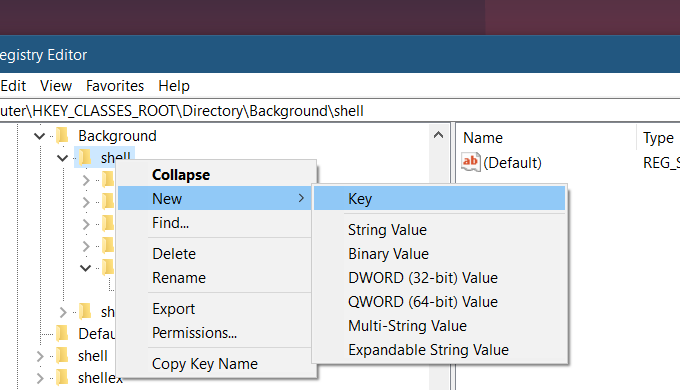 egistry Editor
Edit View Favorites Help
uter\HKEY_CLASSES_ROOT\Directory\Background\shell
Background
shell
Collapse
New
Find...
Delete
Rename
Export
Permissions...
Copy Key Name
Key
String Value
Binary Value
DWORD (32-bit) Value
QWORD (64-bit) Value
Multi-String Value
Expandable String Value
sh
Defau
shell
shellex
Name Type
ab (Default) REG_S